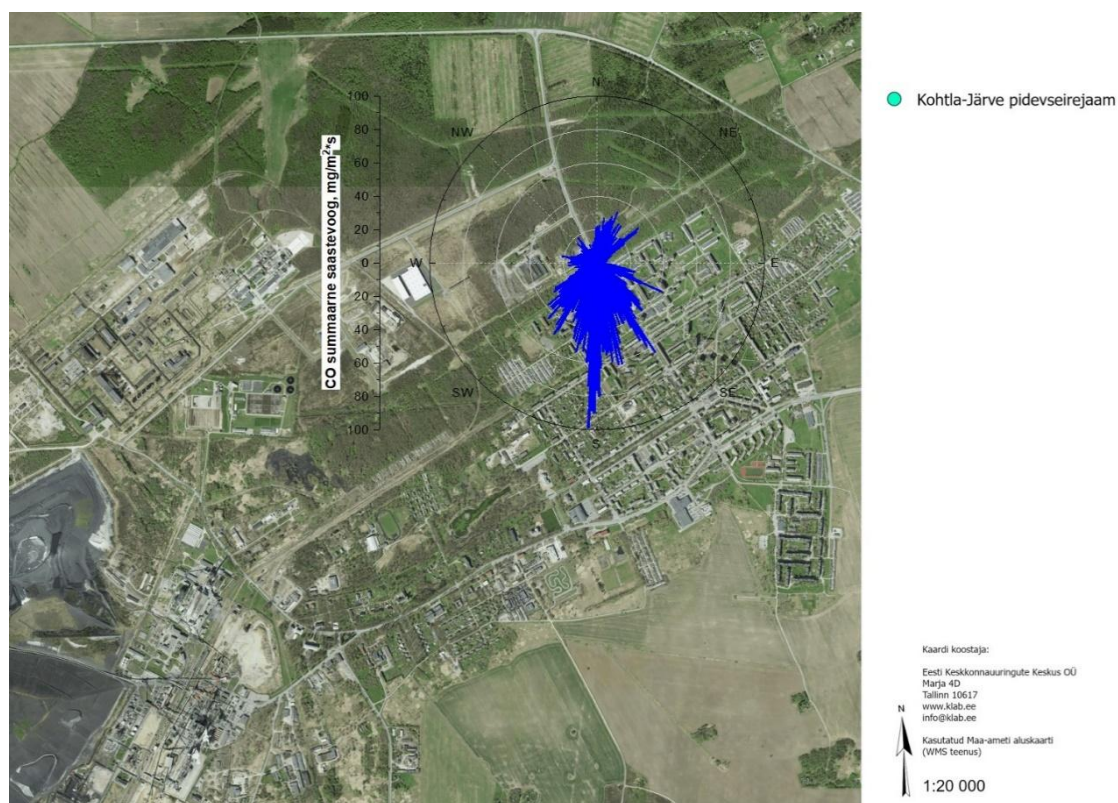 Kohtla-Järve pidevseirejaam
N
NW
NE
W
E
SW
SE
S
100
80
60
40
20
0
20
40
60
80
100
CO summaarne saastevoog, mg/m²*s
Kaardi koostaja:
Eesti Keskkonnauuringute Keskus OÜ
Marja 4D
Tallinn 10617
www.klab.ee
info@klab.ee
Kasutatud Maa-ameti aluskaarti
(WMS teenus)
N
1:20 000